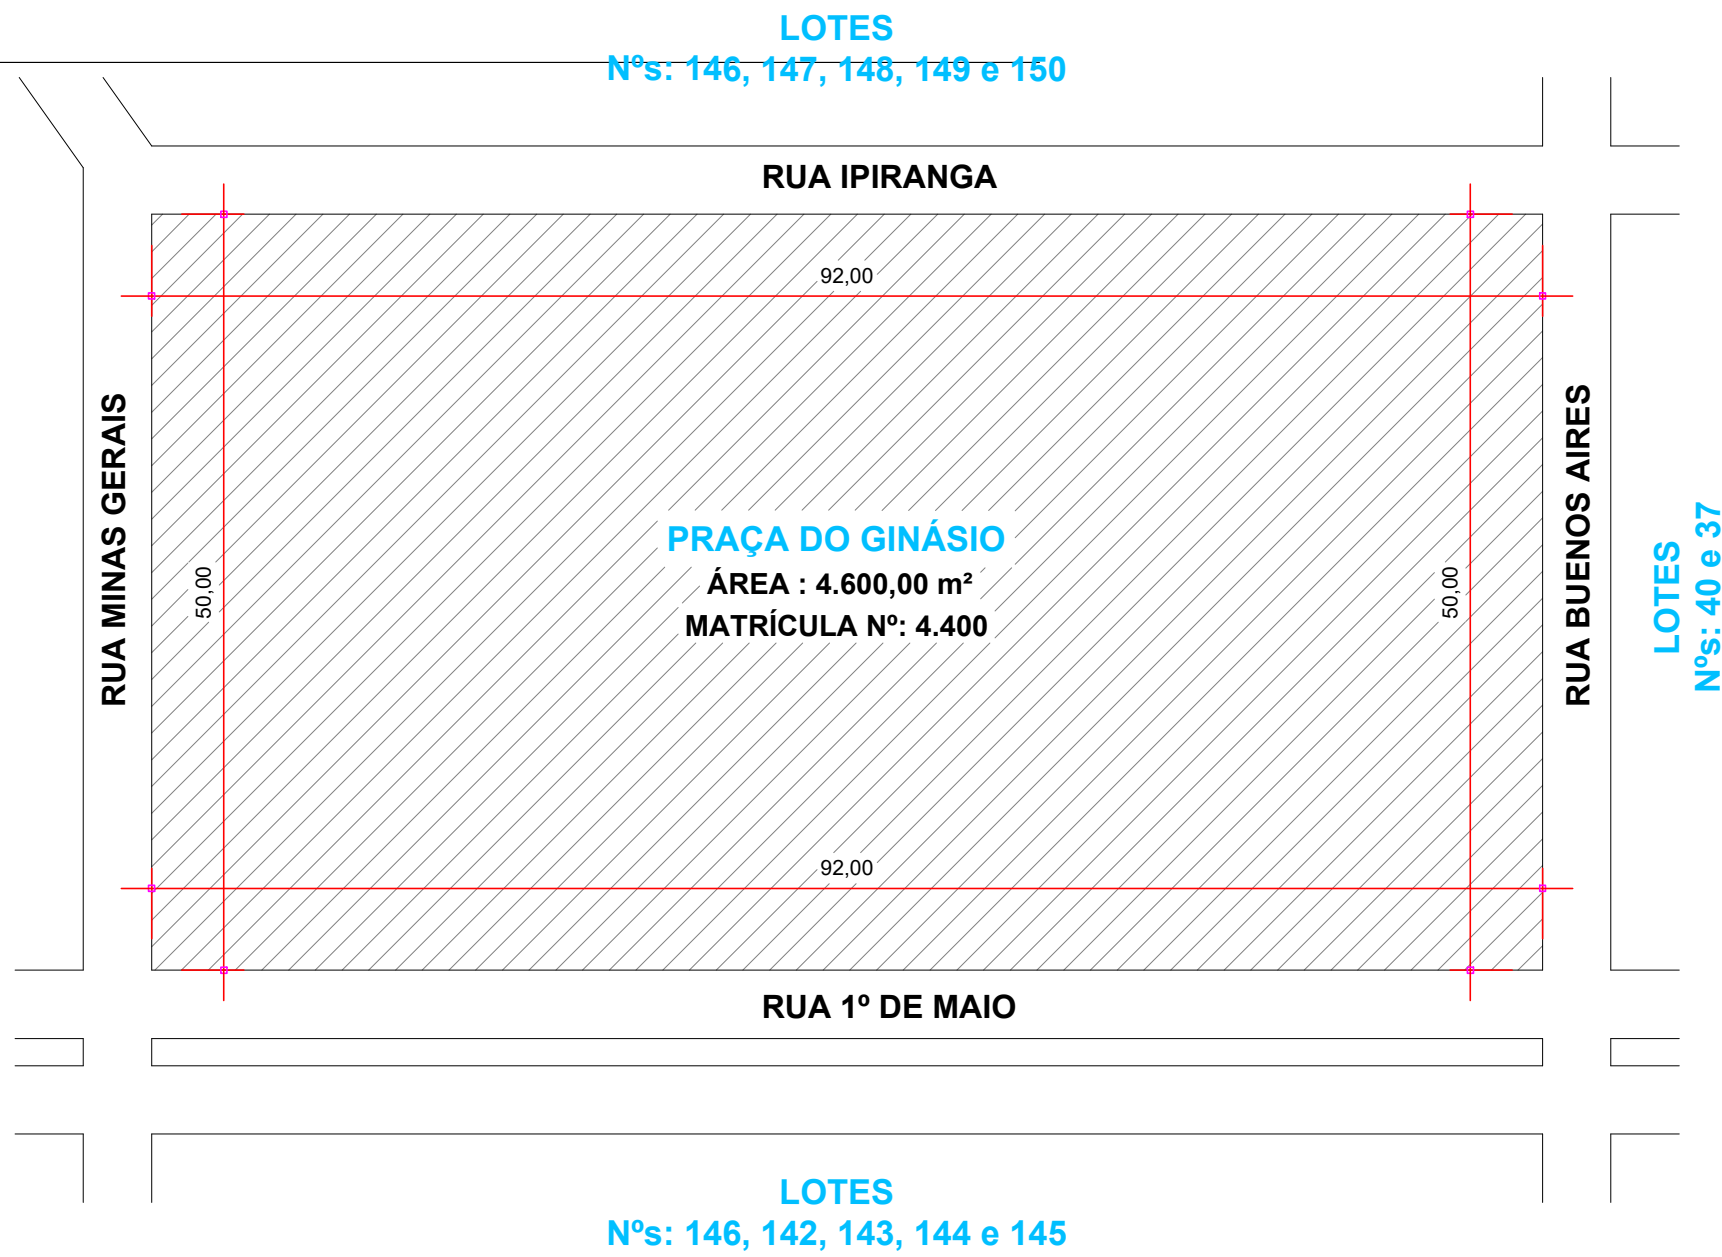 LOTES
Nºs: 146, 147, 148, 149 e 150
RUA IPIRANGA
92,00
RUA MINAS GERAIS
50,00
PRAÇA DO GINÁSIO
ÁREA : 4.600,00 m²
MATRÍCULA Nº: 4.400
50,00
RUA BUENOS AIRES
LOTES
Nºs: 40 e 37
92,00
RUA 1º DE MAIO
LOTES
Nºs: 146, 142, 143, 144 e 145